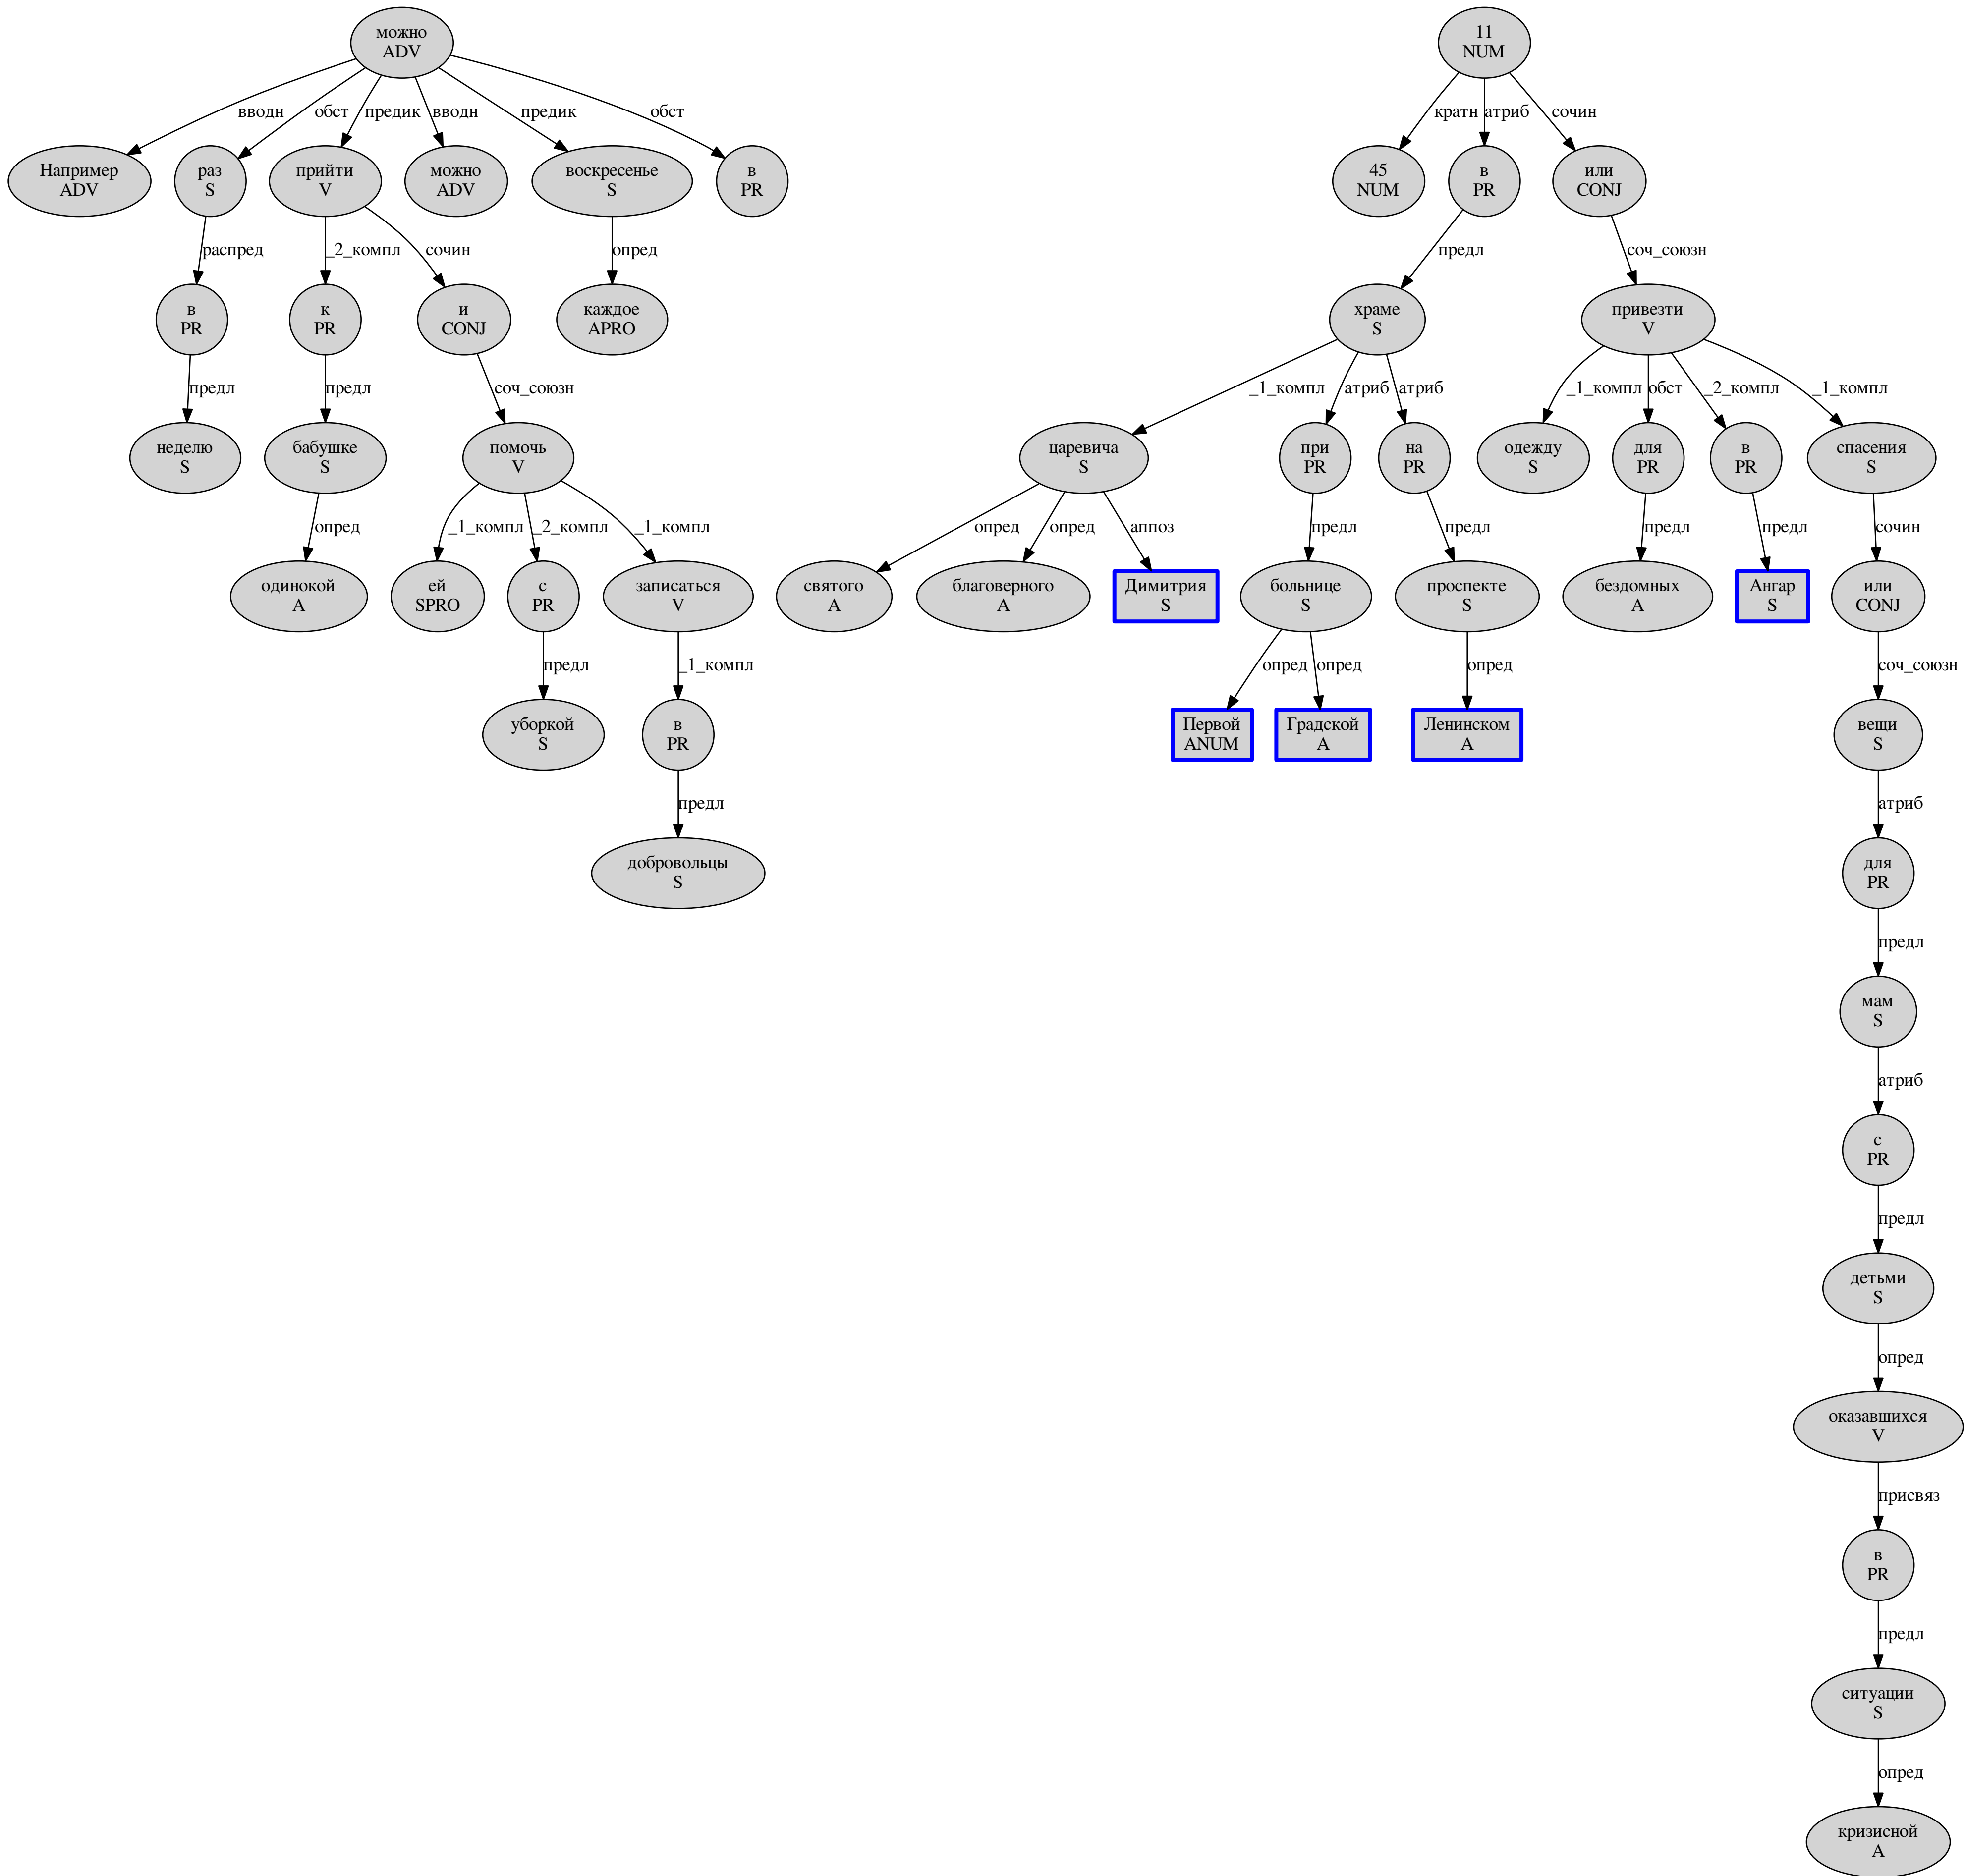 можно
ADV
11
NUM
вводн
обст
предик
вводн
предик
обст
кратн
атриб
сочин
Например
ADV
раз
S
прийти
V
можно
ADV
воскресенье
S
в
PR
45
NUM
в
PR
или
CONJ
распред
_2_компл
сочин
опред
предл
соч_союзн
в
PR
к
PR
и
CONJ
каждое
APRO
храме
S
привезти
V
предл
предл
соч_союзн
_1_компл
атриб
атриб
_1_компл
обст
_2_компл
_1_компл
неделю
S
бабушке
S
помочь
V
царевича
S
при
PR
на
PR
одежду
S
для
PR
в
PR
спасения
S
опред
_1_компл
_2_компл
_1_компл
опред
опред
аппоз
предл
предл
предл
предл
сочин
одинокой
A
ей
SPRO
с
PR
записаться
V
святого
A
благоверного
A
Димитрия
S
больнице
S
проспекте
S
бездомных
A
Ангар
S
или
CONJ
предл
_1_компл
опред
опред
опред
соч_союзн
уборкой
S
в
PR
Первой
ANUM
Градской
A
Ленинском
A
вещи
S
предл
атриб
добровольцы
S
для
PR
предл
мам
S
атриб
с
PR
предл
детьми
S
опред
оказавшихся
V
присвяз
в
PR
предл
ситуации
S
опред
кризисной
A